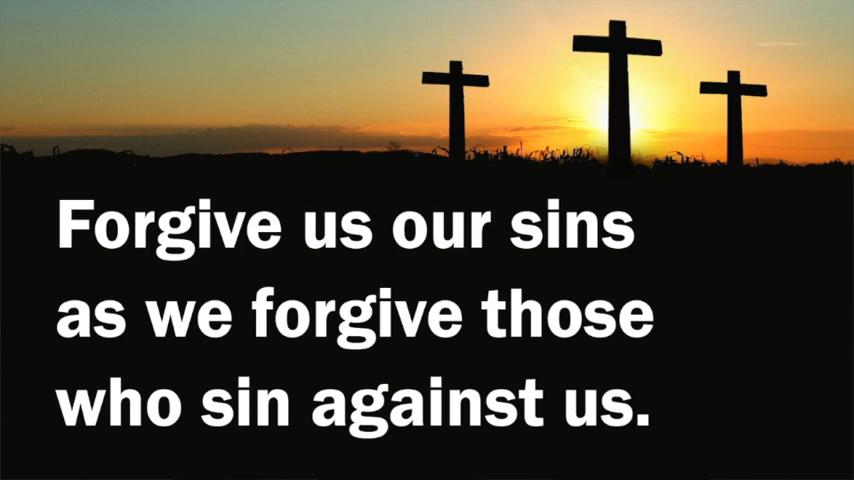 Forgive us our sins
as we forgive those
who sin against us.